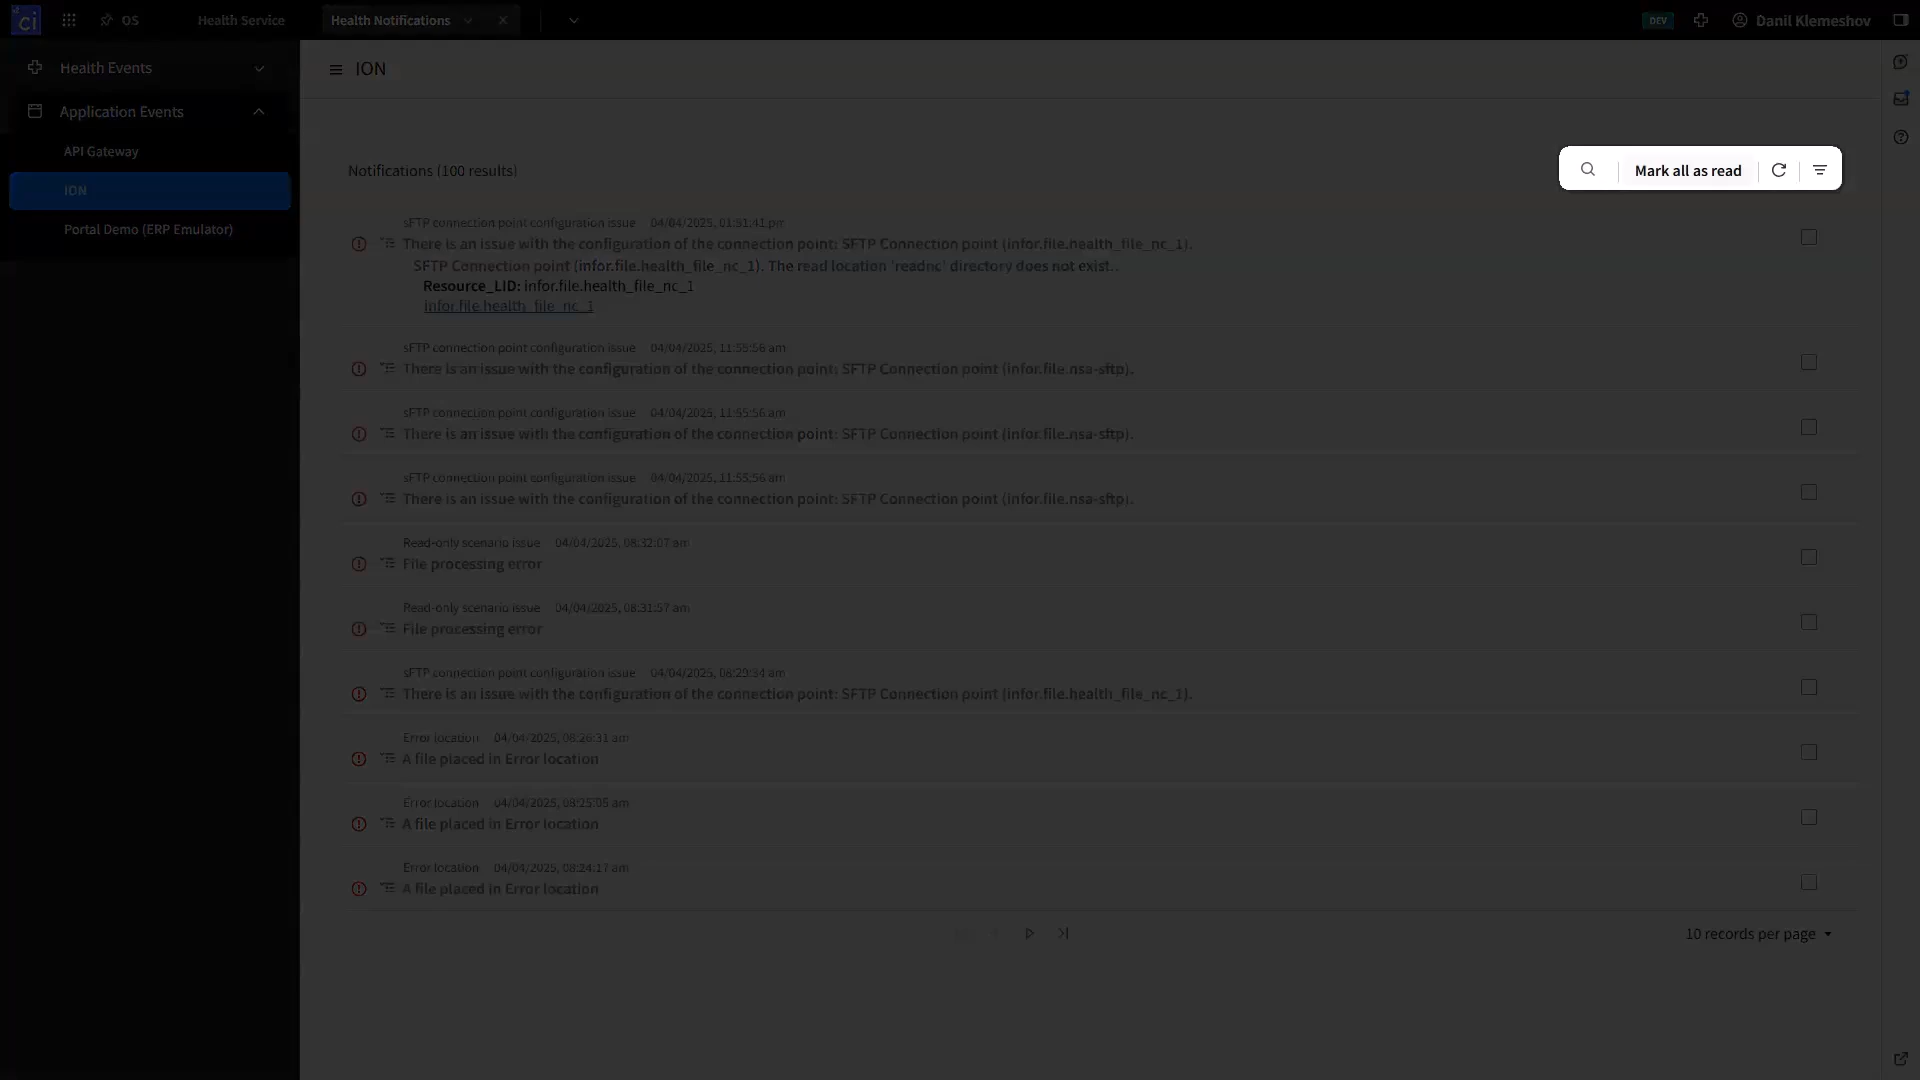 ci OS Health Service Health Notifications DEV Danil Klemeshov
Health Events
Application Events
API Gateway
ION
Portal Demo (ERP Emulator)
ION
Notifications (100 results)
Mark all as read
sFTP connection point configuration issue 04/04/2025, 01:51:41 pm
There is an issue with the configuration of the connection point: SFTP Connection point (infor.file.health_file_nc_1).
SFTP Connection point (infor.file.health_file_nc_1). The read location 'readnc' directory does not exist..
Resource_LID: infor.file.health_file_nc_1
infor.file.health_file_nc_1
sFTP connection point configuration issue 04/04/2025, 11:55:56 am
There is an issue with the configuration of the connection point: SFTP Connection point (infor.file.nsa-sftp).
sFTP connection point configuration issue 04/04/2025, 11:55:56 am
There is an issue with the configuration of the connection point: SFTP Connection point (infor.file.nsa-sftp).
sFTP connection point configuration issue 04/04/2025, 11:55:56 am
There is an issue with the configuration of the connection point: SFTP Connection point (infor.file.nsa-sftp).
Read-only scenario issue 04/04/2025, 08:32:07 am
File processing error
Read-only scenario issue 04/04/2025, 08:31:57 am
File processing error
sFTP connection point configuration issue 04/04/2025, 08:29:34 am
There is an issue with the configuration of the connection point: SFTP Connection point (infor.file.health_file_nc_1).
Error location 04/04/2025, 08:26:31 am
A file placed in Error location
Error location 04/04/2025, 08:25:05 am
A file placed in Error location
Error location 04/04/2025, 08:24:17 am
A file placed in Error location
10 records per page